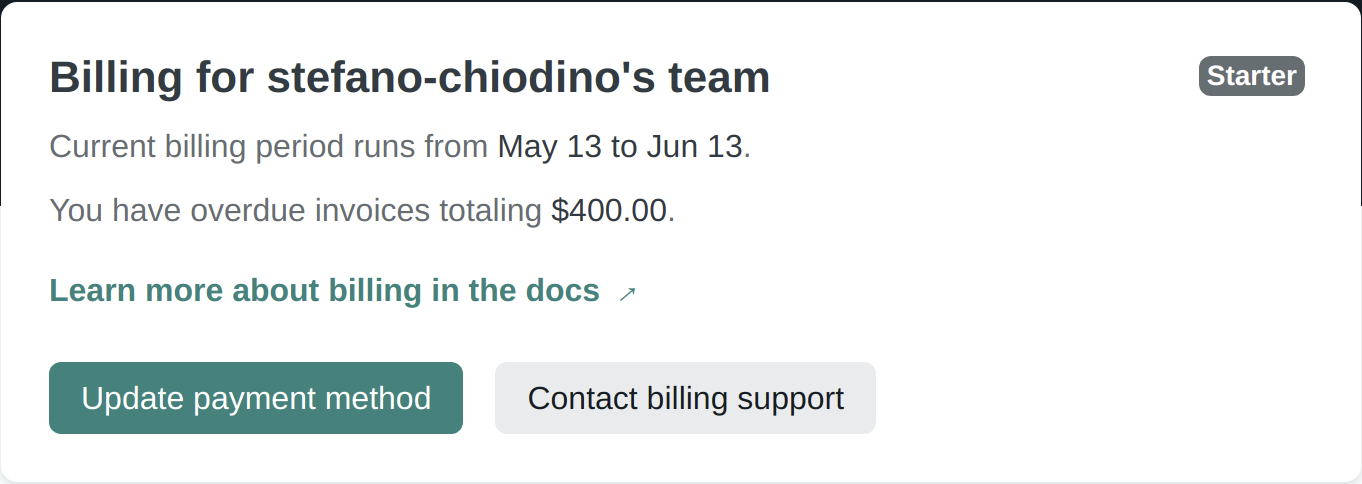 Billing for stefano-chiodino's team
Starter
Current billing period runs from May 13 to Jun 13.
You have overdue invoices totaling $400.00.
Learn more about billing in the docs ↗
Update payment method
Contact billing support